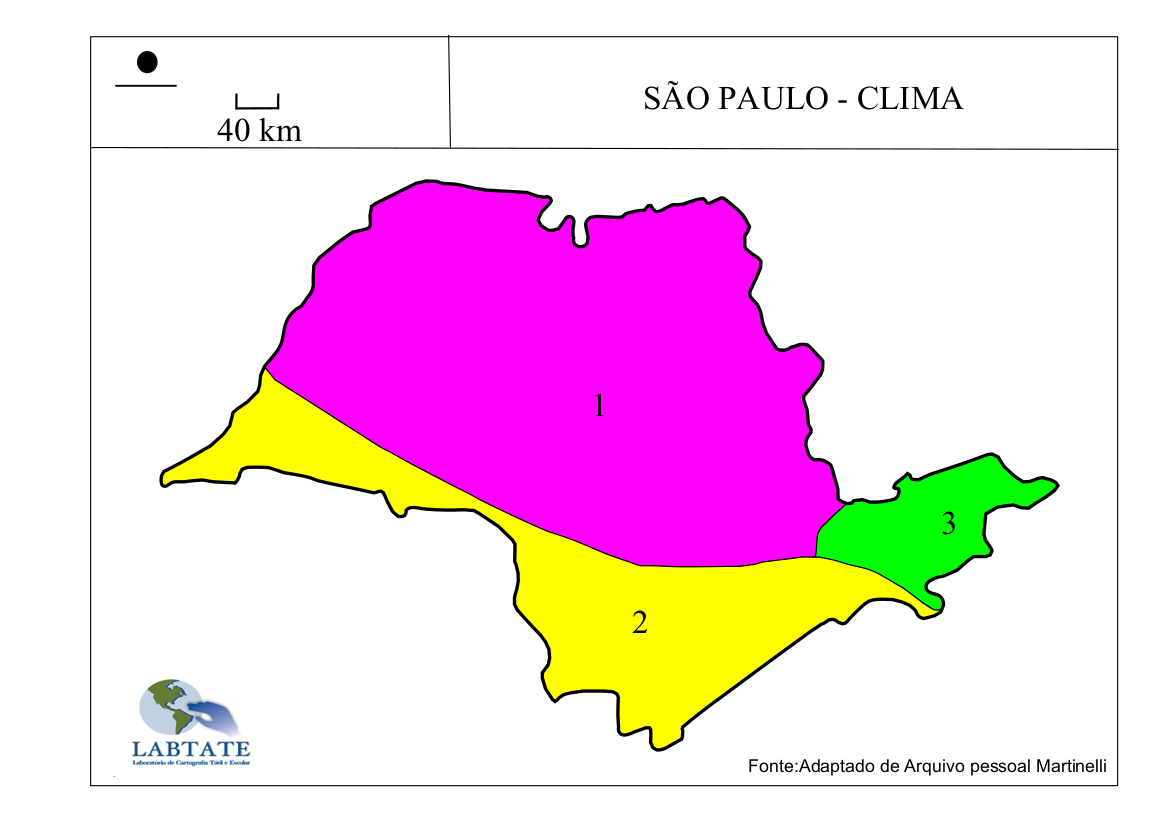 SÃO PAULO - CLIMA
40 km
1
3
2
LABTATE
Laboratório de Cartografia Tátil e Escolar
Fonte:Adaptado de Arquivo pessoal Martinelli